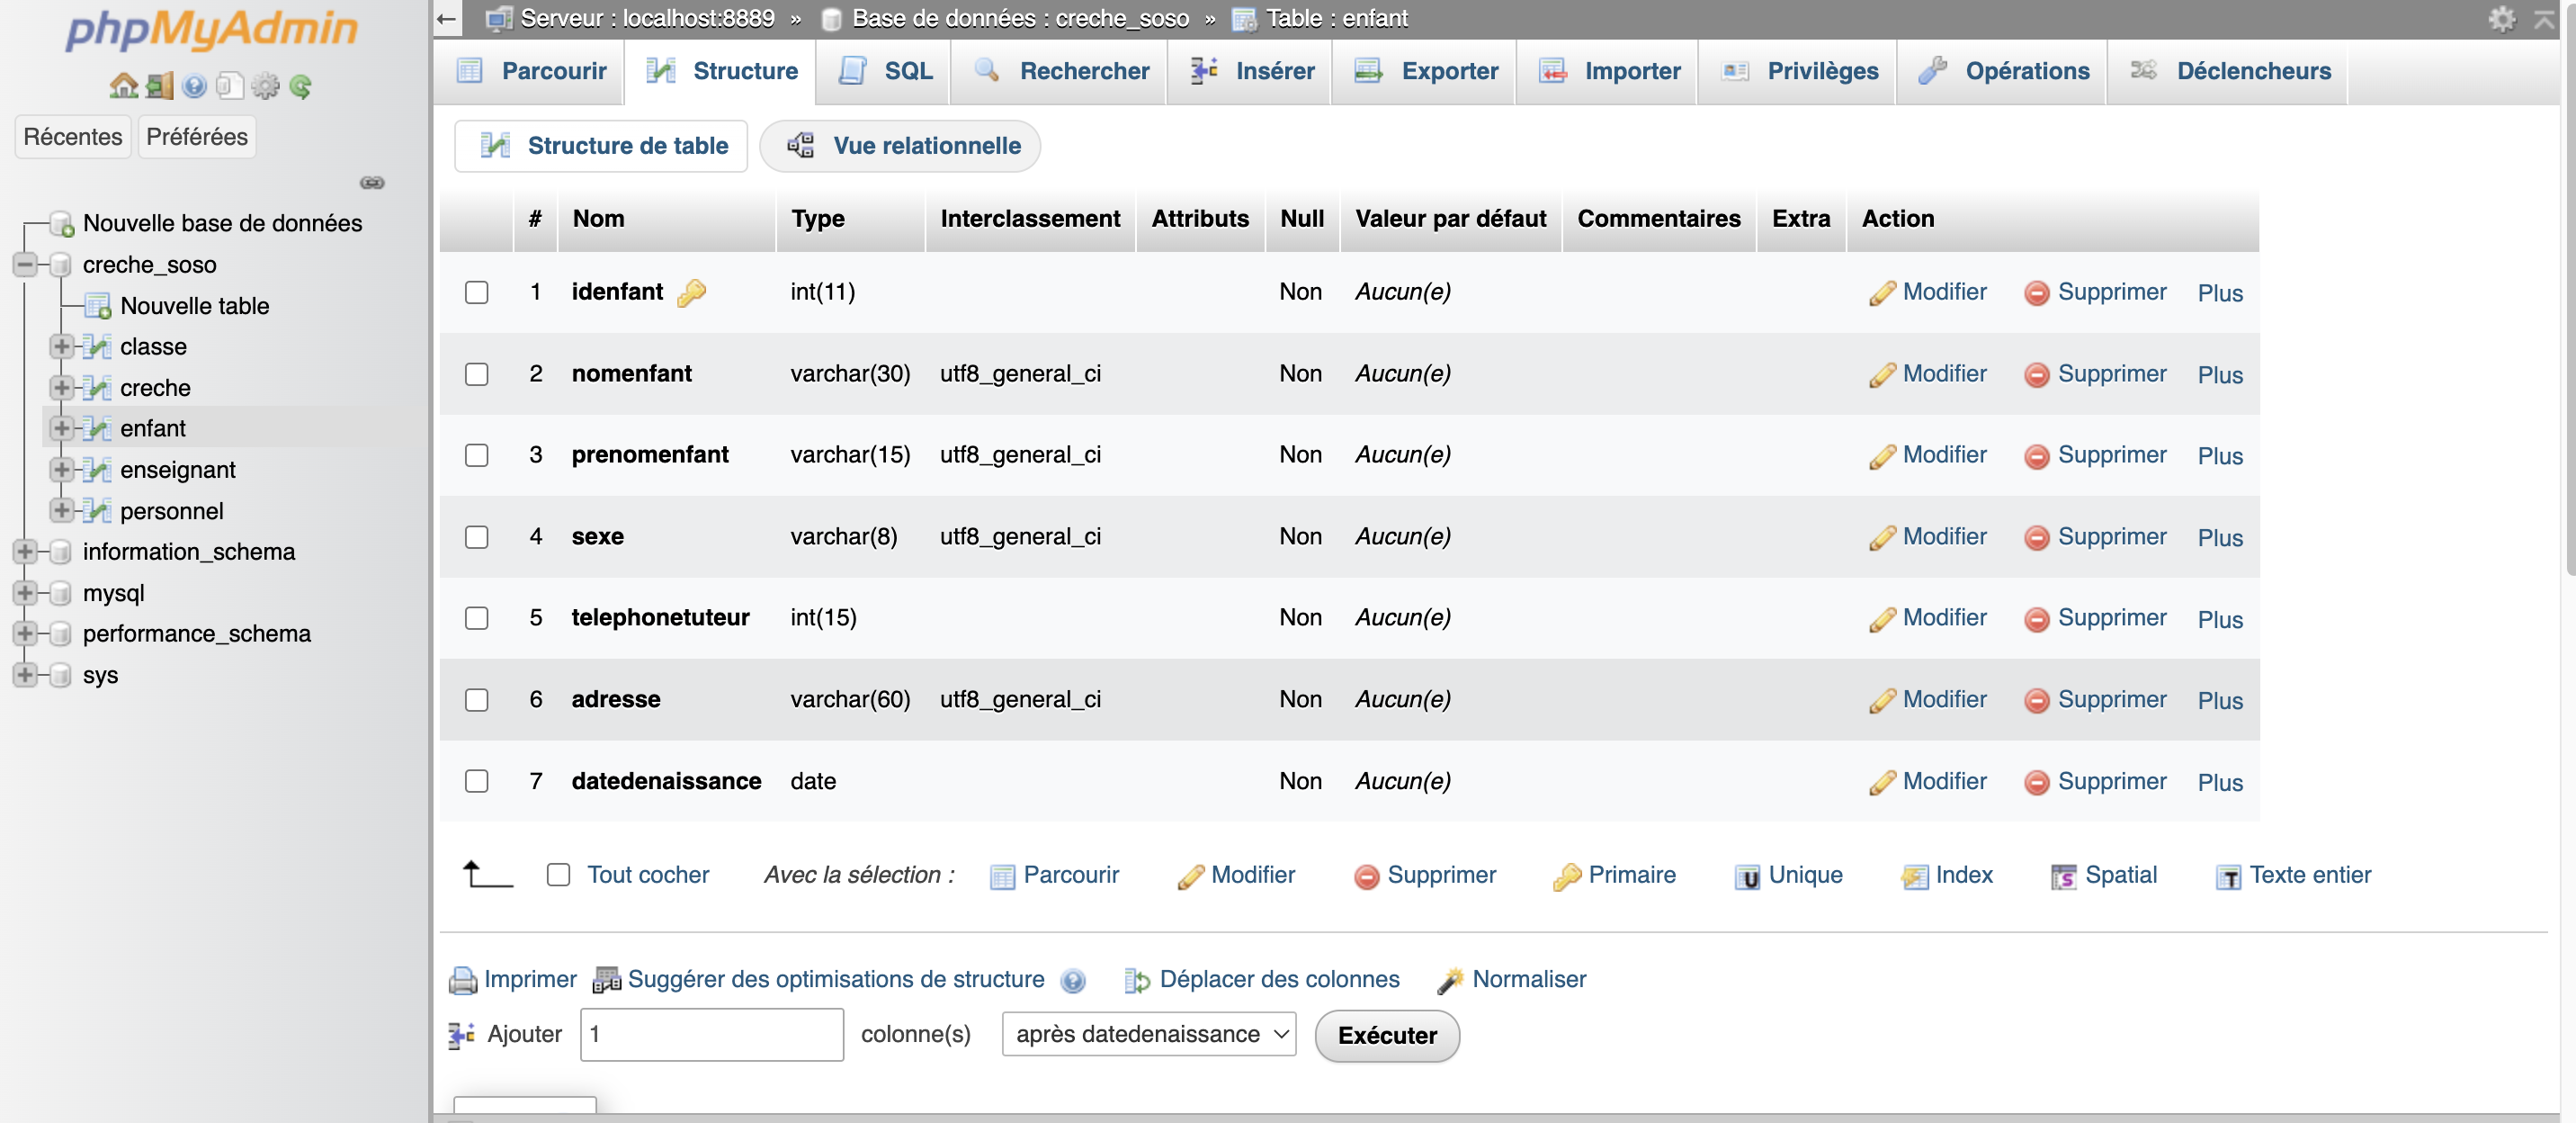 phpMyAdmin
Récentes Préférées
Nouvelle base de données
creche_soso
Nouvelle table
classe
creche
enfant
enseignant
personnel
information_schema
mysql
performance_schema
sys
Serveur : localhost:8889 » Base de données : creche_soso » Table : enfant
Parcourir Structure SQL Rechercher Insérer Exporter Importer Privilèges Opérations Déclencheurs
Structure de table Vue relationnelle
# Nom Type Interclassement Attributs Null Valeur par défaut Commentaires Extra Action
1 idenfant int(11) Non Aucun(e) Modifier Supprimer Plus
2 nomenfant varchar(30) utf8_general_ci Non Aucun(e) Modifier Supprimer Plus
3 prenomenfant varchar(15) utf8_general_ci Non Aucun(e) Modifier Supprimer Plus
4 sexe varchar(8) utf8_general_ci Non Aucun(e) Modifier Supprimer Plus
5 telephonetuteur int(15) Non Aucun(e) Modifier Supprimer Plus
6 adresse varchar(60) utf8_general_ci Non Aucun(e) Modifier Supprimer Plus
7 datedenaissance date Non Aucun(e) Modifier Supprimer Plus
Tout cocher Avec la sélection : Parcourir Modifier Supprimer Primaire Unique Index Spatial Texte entier
Imprimer Suggérer des optimisations de structure Déplacer des colonnes Normaliser
Ajouter 1 colonne(s) après datedenaissance Exécuter